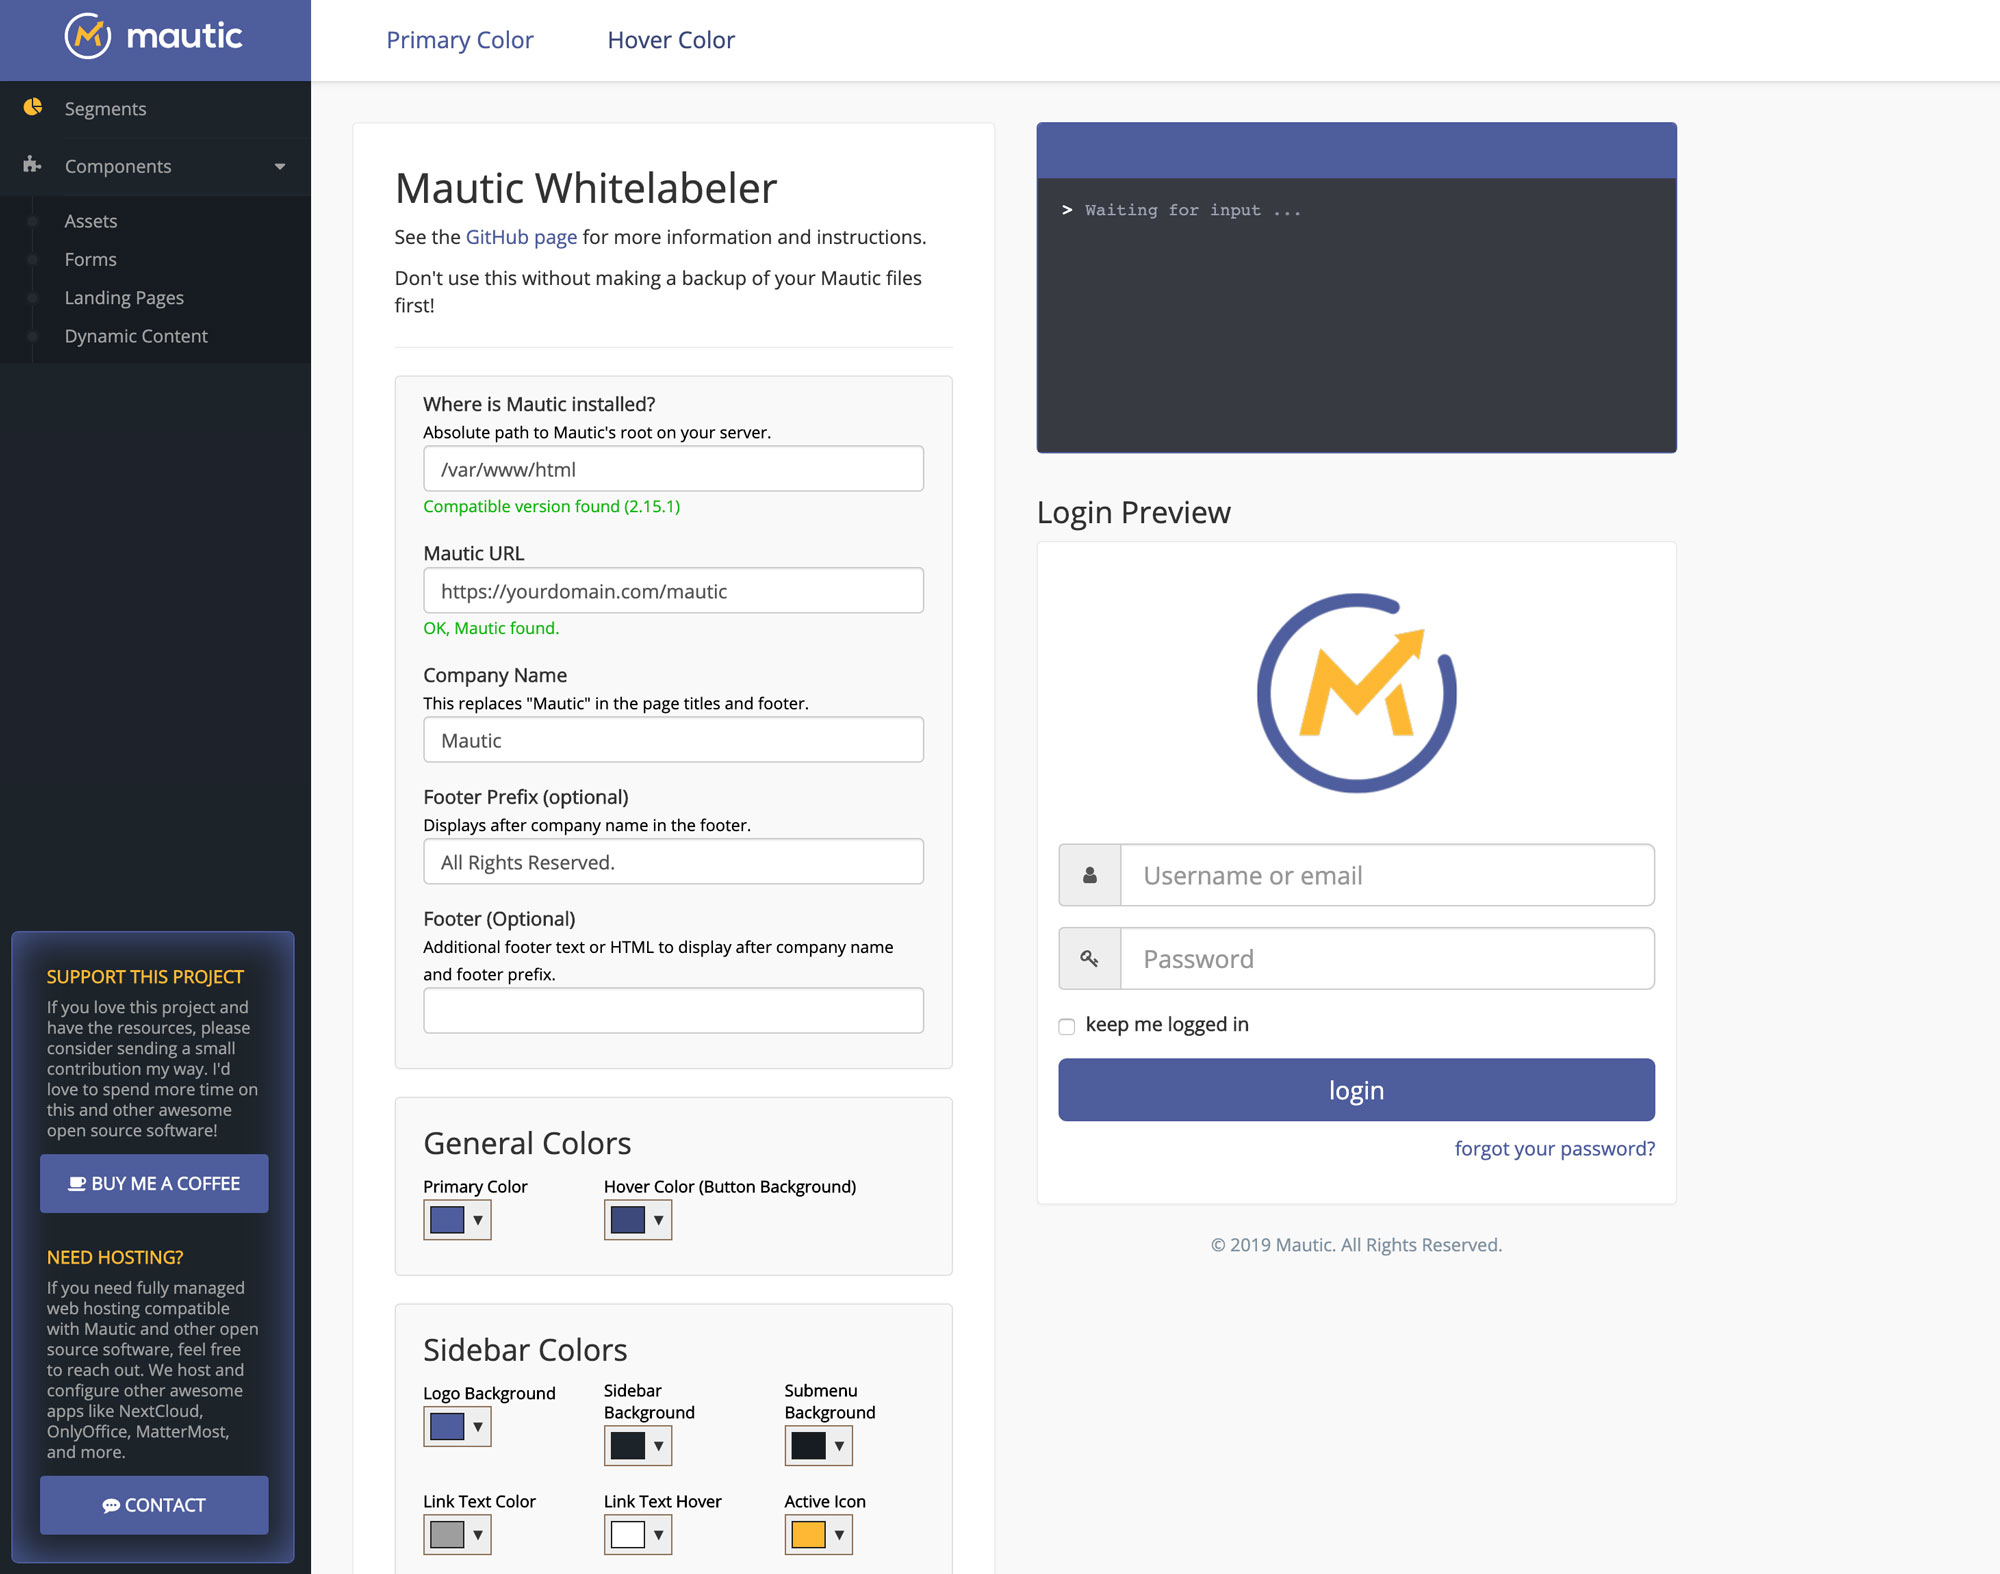 mautic
Primary Color
Hover Color
Segments
Components
Assets
Forms
Landing Pages
Dynamic Content
SUPPORT THIS PROJECT
If you love this project and
have the resources, please
consider sending a small
contribution my way. I'd
love to spend more time on
this and other awesome
open source software!
BUY ME A COFFEE
NEED HOSTING?
If you need fully managed
web hosting compatible
with Mautic and other open
source software, feel free
to reach out. We host and
configure other awesome
apps like NextCloud,
OnlyOffice, MatterMost,
and more.
CONTACT
Mautic Whitelabeler
See the GitHub page for more information and instructions.
Don't use this without making a backup of your Mautic files
first!
Where is Mautic installed?
Absolute path to Mautic's root on your server.
/var/www/html
Compatible version found (2.15.1)
Mautic URL
https://yourdomain.com/mautic
OK, Mautic found.
Company Name
This replaces "Mautic" in the page titles and footer.
Mautic
Footer Prefix (optional)
Displays after company name in the footer.
All Rights Reserved.
Footer (Optional)
Additional footer text or HTML to display after company name
and footer prefix.
General Colors
Primary Color
Hover Color (Button Background)
Sidebar Colors
Logo Background
Sidebar
Background
Submenu
Background
Link Text Color
Link Text Hover
Active Icon
> Waiting for input ...
Login Preview
Username or email
Password
keep me logged in
login
forgot your password?
© 2019 Mautic. All Rights Reserved.